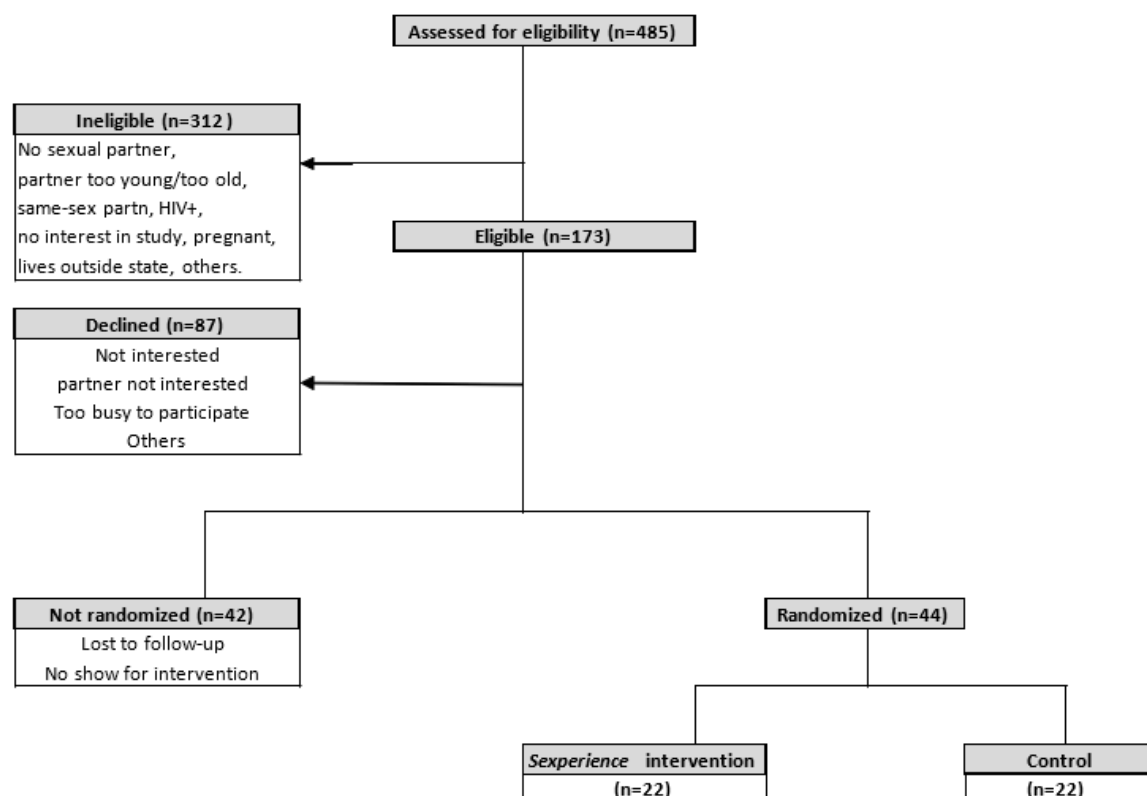 Assessed for eligibility (n=485)
Ineligible (n=312 )
No sexual partner,
partner too young/too old,
same-sex partn, HIV+,
no interest in study, pregnant,
lives outside state, others.
Eligible (n=173)
Declined (n=87)
Not interested
partner not interested
Too busy to participate
Others
Not randomized (n=42)
Lost to follow-up
No show for intervention
Randomized (n=44)
Sexperience intervention
(n=22)
Control
(n=22)